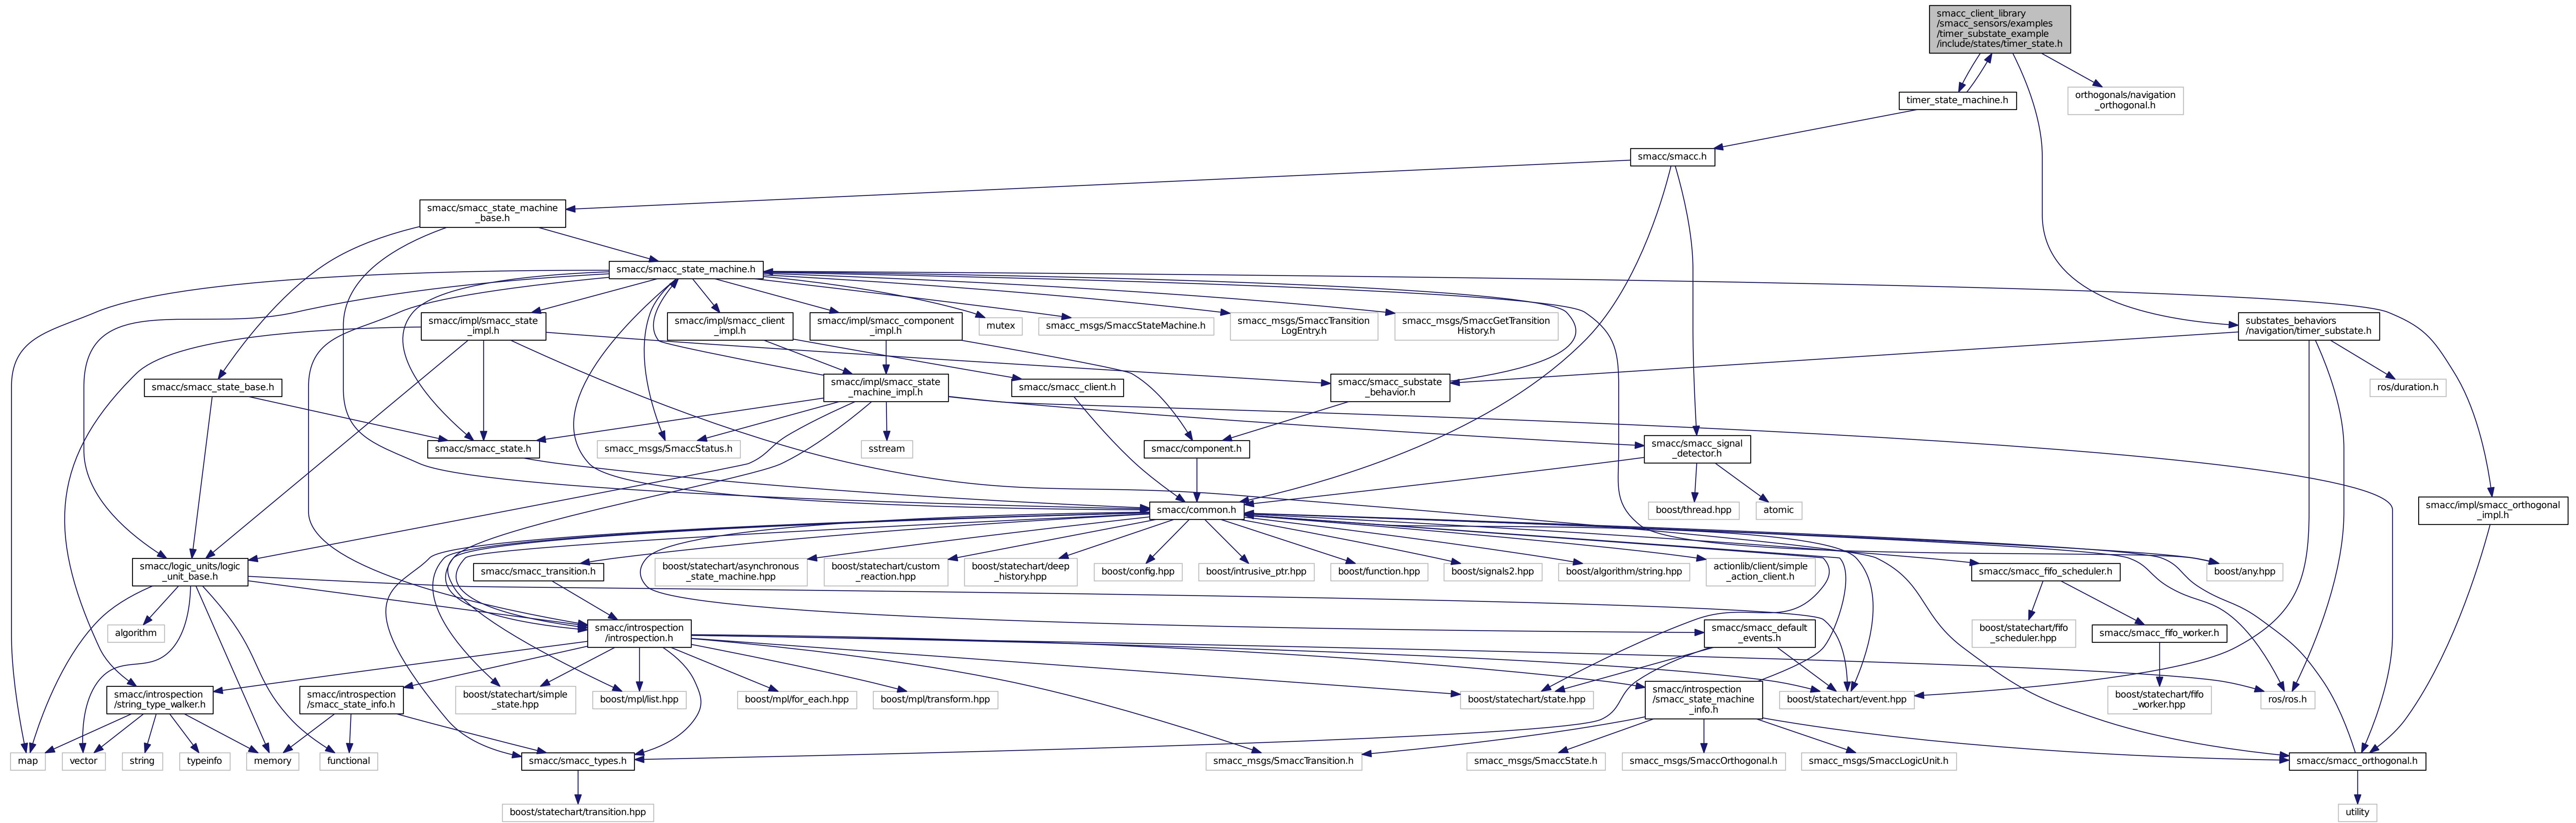 smacc_client_library
/smacc_sensors/examples
/timer_substate_example
/include/states/timer_state.h
timer_state_machine.h
orthogonals/navigation
_orthogonal.h
smacc/smacc.h
smacc/smacc_state_machine
_base.h
smacc/smacc_state_machine.h
smacc/impl/smacc_state
_impl.h
smacc/impl/smacc_client
_impl.h
smacc/impl/smacc_component
_impl.h
mutex
smacc_msgs/SmaccStateMachine.h
smacc_msgs/SmaccTransition
LogEntry.h
smacc_msgs/SmaccGetTransition
History.h
substates_behaviors
/navigation/timer_substate.h
smacc/smacc_state_base.h
smacc/impl/smacc_state
_machine_impl.h
smacc/smacc_client.h
smacc/smacc_substate
_behavior.h
ros/duration.h
smacc/smacc_state.h
smacc_msgs/SmaccStatus.h
sstream
smacc/component.h
smacc/smacc_signal
_detector.h
smacc/common.h
boost/thread.hpp
atomic
smacc/impl/smacc_orthogonal
_impl.h
smacc/logic_units/logic
_unit_base.h
smacc/smacc_transition.h
boost/statechart/asynchronous
_state_machine.hpp
boost/statechart/custom
_reaction.hpp
boost/statechart/deep
_history.hpp
boost/config.hpp
boost/intrusive_ptr.hpp
boost/function.hpp
boost/signals2.hpp
boost/algorithm/string.hpp
actionlib/client/simple
_action_client.h
smacc/smacc_fifo_scheduler.h
boost/any.hpp
algorithm
smacc/introspection
/introspection.h
smacc/smacc_default
_events.h
boost/statechart/fifo
_scheduler.hpp
smacc/smacc_fifo_worker.h
smacc/introspection
/string_type_walker.h
smacc/introspection
/smacc_state_info.h
boost/statechart/simple
_state.hpp
boost/mpl/list.hpp
boost/mpl/for_each.hpp
boost/mpl/transform.hpp
boost/statechart/state.hpp
smacc/introspection
/smacc_state_machine
_info.h
boost/statechart/event.hpp
boost/statechart/fifo
_worker.hpp
ros/ros.h
map
vector
string
typeinfo
memory
functional
smacc/smacc_types.h
smacc_msgs/SmaccTransition.h
smacc_msgs/SmaccState.h
smacc_msgs/SmaccOrthogonal.h
smacc_msgs/SmaccLogicUnit.h
smacc/smacc_orthogonal.h
boost/statechart/transition.hpp
utility